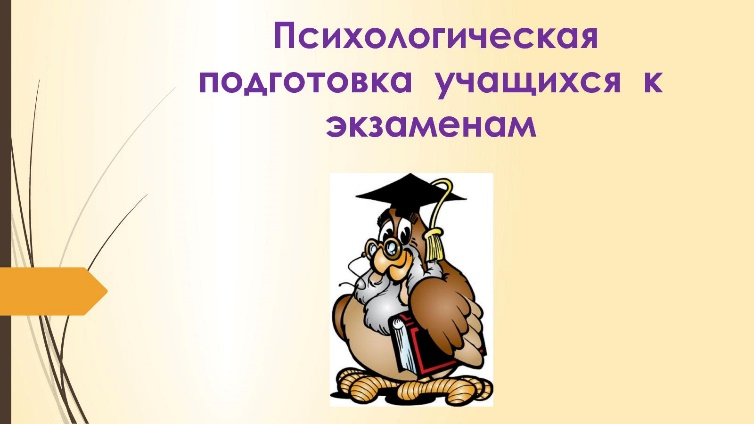 Психологическая
подготовка учащихся к
экзаменам